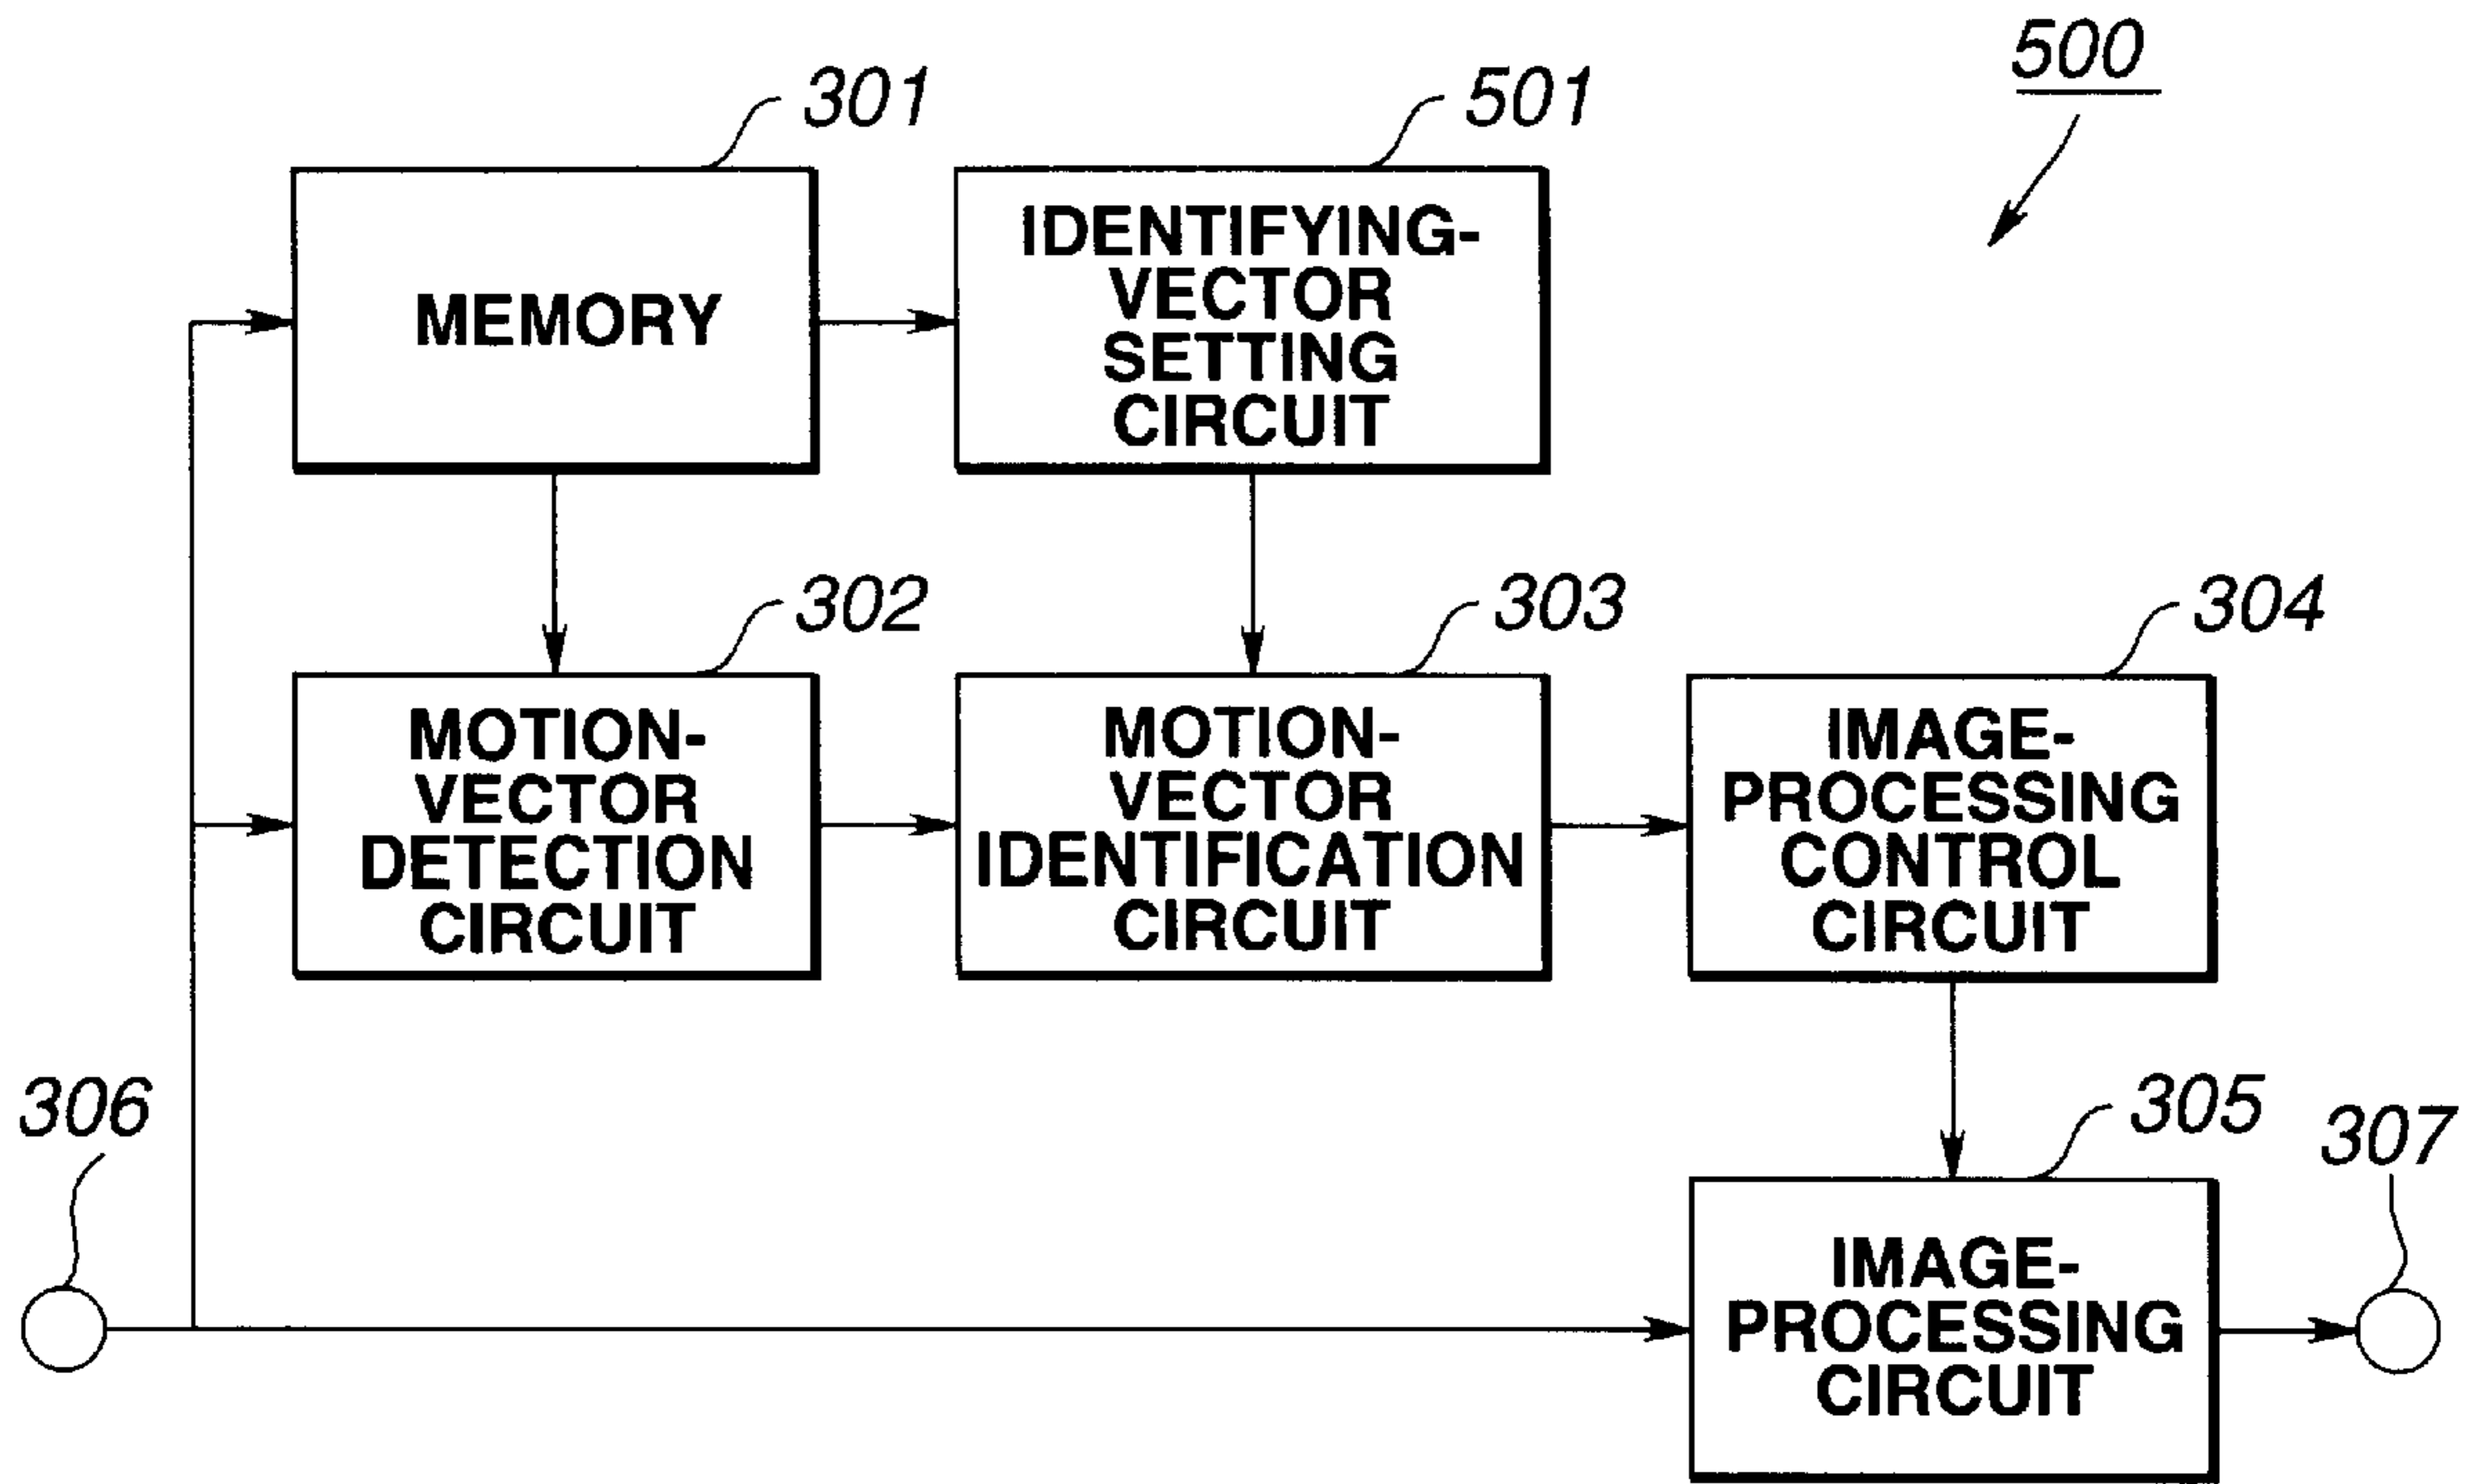 500
301
501
MEMORY
IDENTIFYING-
VECTOR
SETTING
CIRCUIT
302
303
304
MOTION-
VECTOR
DETECTION
CIRCUIT
MOTION-
VECTOR
IDENTIFICATION
CIRCUIT
IMAGE-
PROCESSING
CONTROL
CIRCUIT
306
305
307
IMAGE-
PROCESSING
CIRCUIT